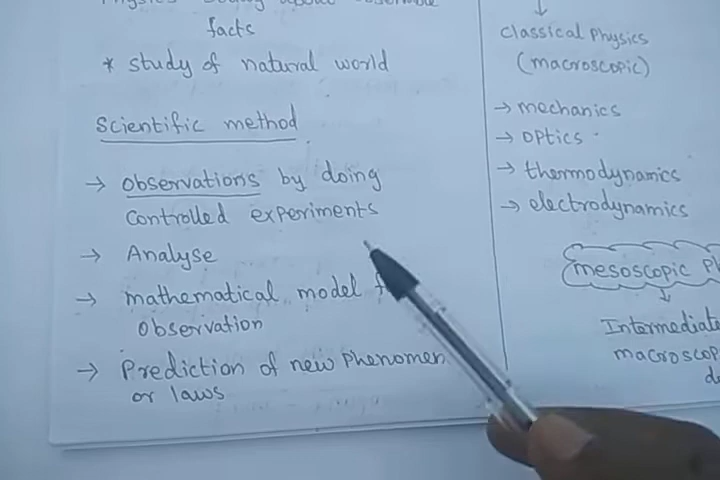 facts
* study of natural world
Scientific method
→ Observations by doing
Controlled experiments
→ Analyse
→ mathematical model
Observation
→ Prediction of new phenomen
or laws
Classical Physics
(macroscopic)
→ mechanics
→ optics
→ thermodynamics
→ electrodynamics
mesoscopic
Intermediate
macroscop